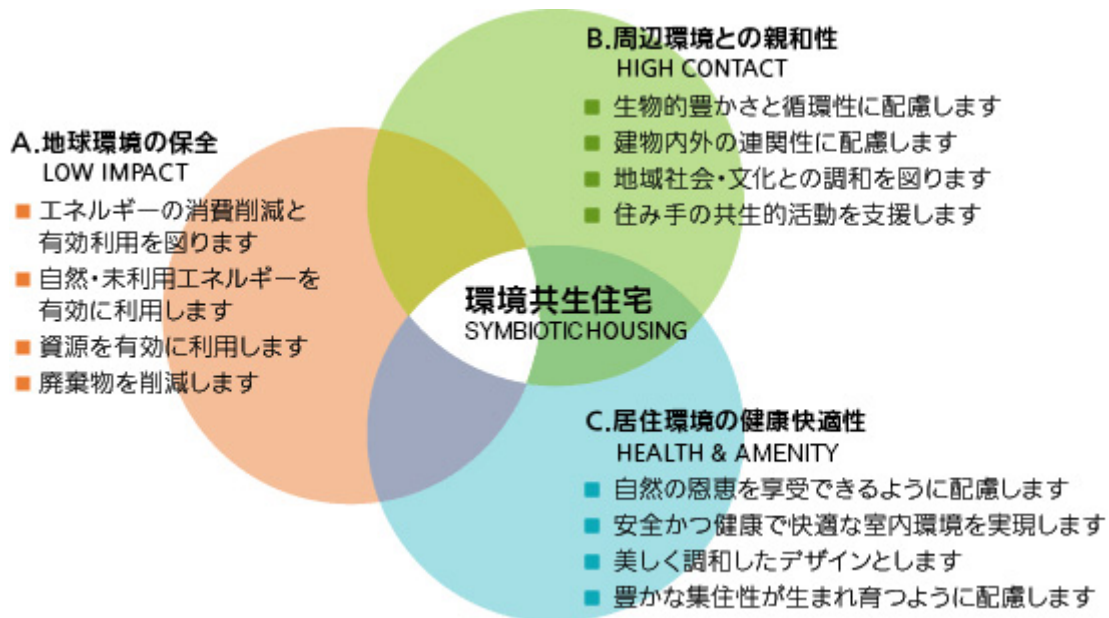 A.地球環境の保全
LOW IMPACT
■ エネルギーの消費削減と
有効利用を図ります
■ 自然・未利用エネルギーを
有効に利用します
■ 資源を有効に利用します
■ 廃棄物を削減します
B.周辺環境との親和性
HIGH CONTACT
■ 生物的豊かさと循環性に配慮します
■ 建物内外の連関性に配慮します
■ 地域社会・文化との調和を図ります
■ 住み手の共生的活動を支援します
環境共生住宅
SYMBIOTIC HOUSING
C.居住環境の健康快適性
HEALTH & AMENITY
■ 自然の恩恵を享受できるように配慮します
■ 安全かつ健康で快適な室内環境を実現します
■ 美しく調和したデザインとします
■ 豊かな集住性が生まれ育つように配慮します